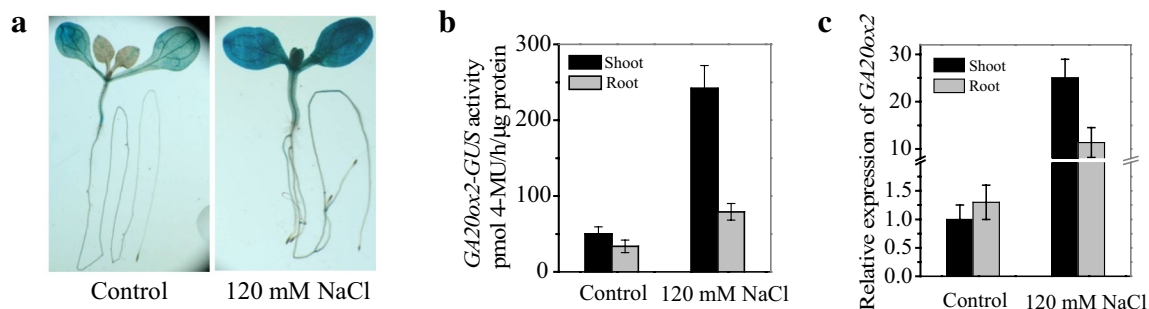 a
Control
120 mM NaCl
b
GA20ox2-GUS activity
pmol 4-MU/h/µg protein
300
200
100
0
Shoot
Root
Control
120 mM NaCl
c
Relative expression of GA20ox2
30
20
10
1.5
1.0
0.5
0.0
Shoot
Root
Control
120 mM NaCl